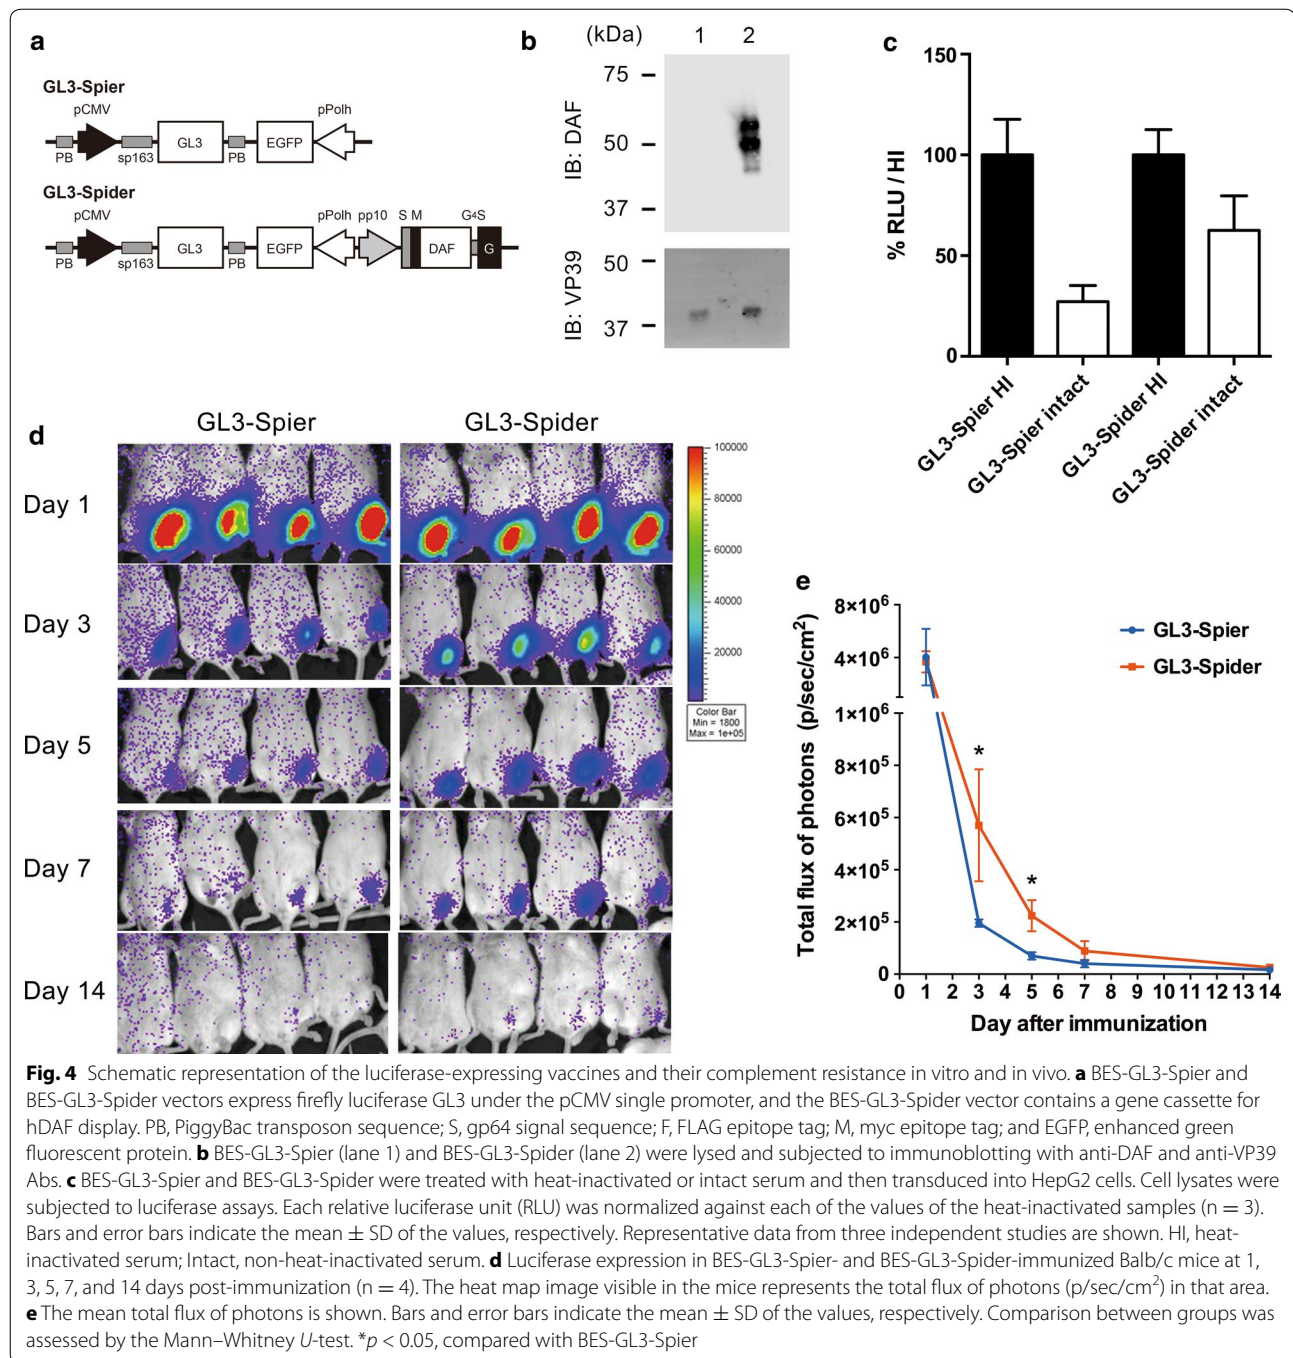 a
GL3-Spier
pCMV
pPolh
GL3
EGFP
PB
sp163
PB
GL3-Spider
pCMV
pPolh pp10 S M G4S
GL3
EGFP
DAF
G
PB
sp163
PB
b
(kDa) 1 2
IB: DAF
75
50
37
IB: VP39
50
37
c
% RLU / HI
150
100
50
0
GL3-Spier HI
GL3-Spier intact
GL3-Spider HI
GL3-Spider intact
d
GL3-Spier GL3-Spider
Day 1
Day 3
Day 5
Day 7
Day 14
100000
80000
60000
40000
20000
Color Bar
Min = 1800
Max = 1e+05
e
Total flux of photons (p/sec/cm²)
8×10⁶
4×10⁶
1×10⁶
8×10⁵
6×10⁵
4×10⁵
2×10⁵
0
GL3-Spier
GL3-Spider
*
*
0 1 2 3 4 5 6 7 8 9 10 11 12 13 14
Day after immunization
Fig. 4 Schematic representation of the luciferase-expressing vaccines and their complement resistance in vitro and in vivo. a BES-GL3-Spier and
BES-GL3-Spider vectors express firefly luciferase GL3 under the pCMV single promoter, and the BES-GL3-Spider vector contains a gene cassette for
hDAF display. PB, PiggyBac transposon sequence; S, gp64 signal sequence; F, FLAG epitope tag; M, myc epitope tag; and EGFP, enhanced green
fluorescent protein. b BES-GL3-Spier (lane 1) and BES-GL3-Spider (lane 2) were lysed and subjected to immunoblotting with anti-DAF and anti-VP39
Abs. c BES-GL3-Spier and BES-GL3-Spider were treated with heat-inactivated or intact serum and then transduced into HepG2 cells. Cell lysates were
subjected to luciferase assays. Each relative luciferase unit (RLU) was normalized against each of the values of the heat-inactivated samples (n = 3).
Bars and error bars indicate the mean ± SD of the values, respectively. Representative data from three independent studies are shown. HI, heat-
inactivated serum; Intact, non-heat-inactivated serum. d Luciferase expression in BES-GL3-Spier- and BES-GL3-Spider-immunized Balb/c mice at 1,
3, 5, 7, and 14 days post-immunization (n = 4). The heat map image visible in the mice represents the total flux of photons (p/sec/cm²) in that area.
e The mean total flux of photons is shown. Bars and error bars indicate the mean ± SD of the values, respectively. Comparison between groups was
assessed by the Mann–Whitney U-test. *p < 0.05, compared with BES-GL3-Spier